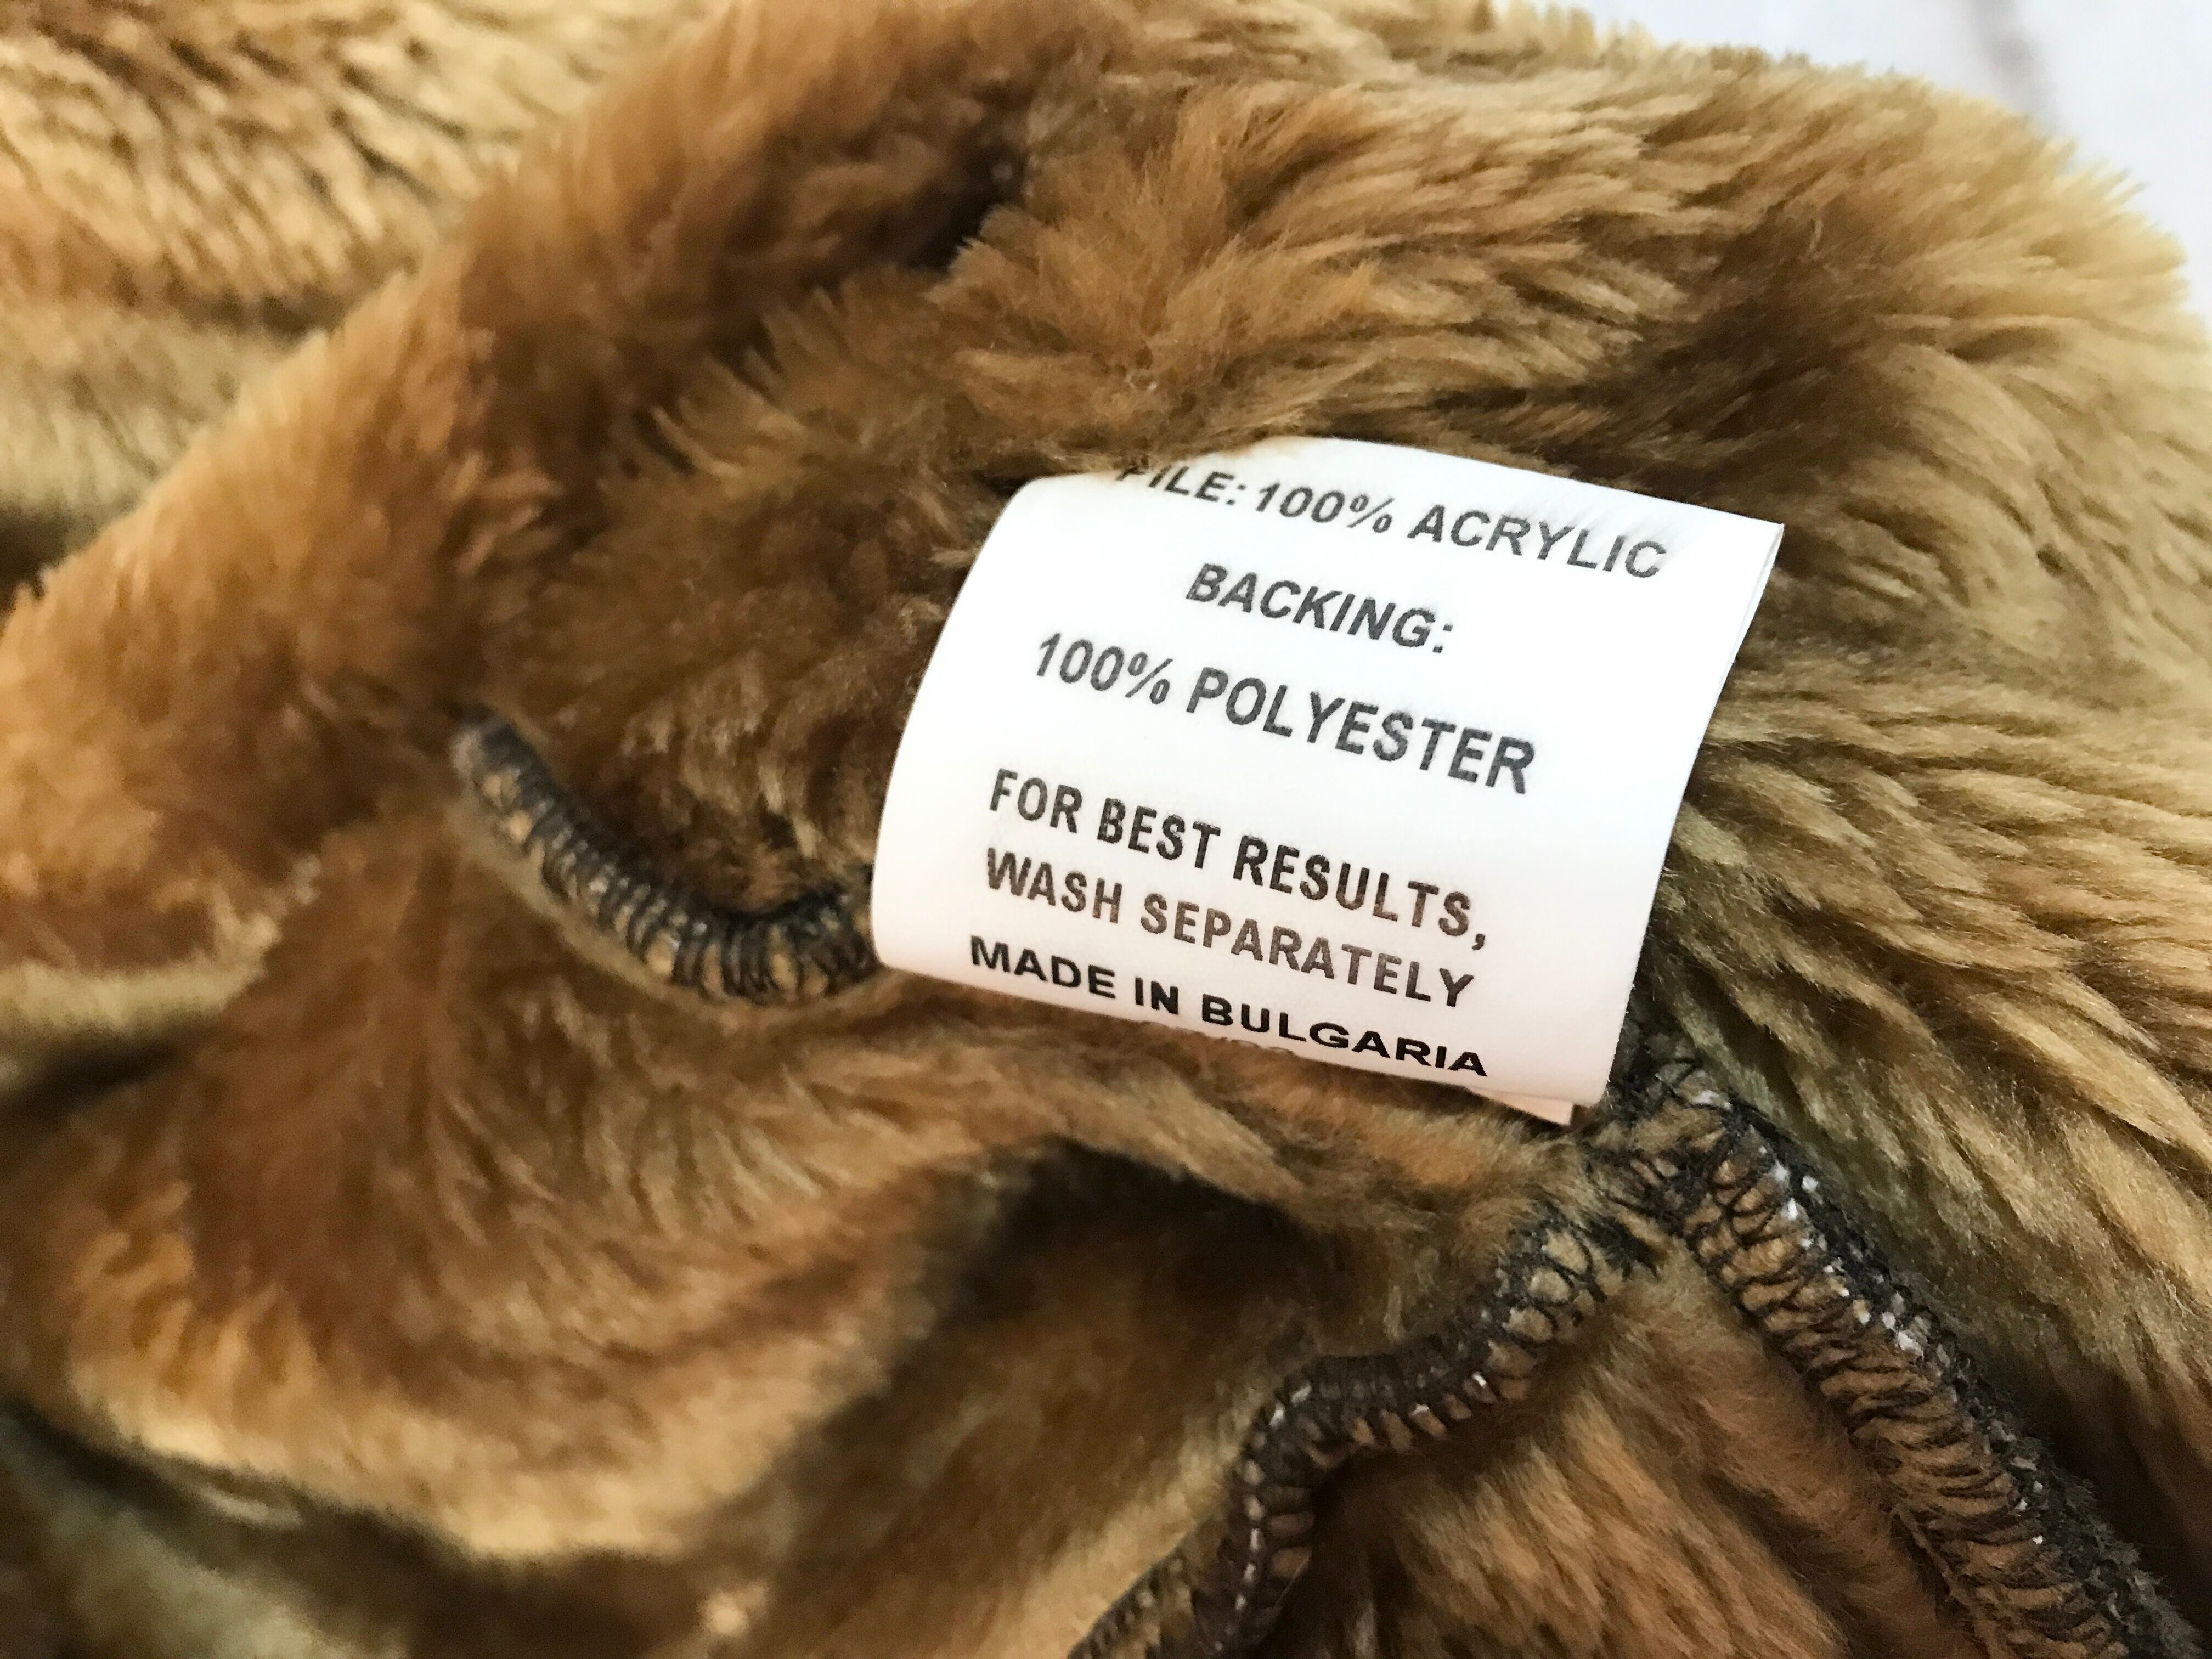 PILE: 100% ACRYLIC
BACKING:
100% POLYESTER
FOR BEST RESULTS,
WASH SEPARATELY
MADE IN BULGARIA